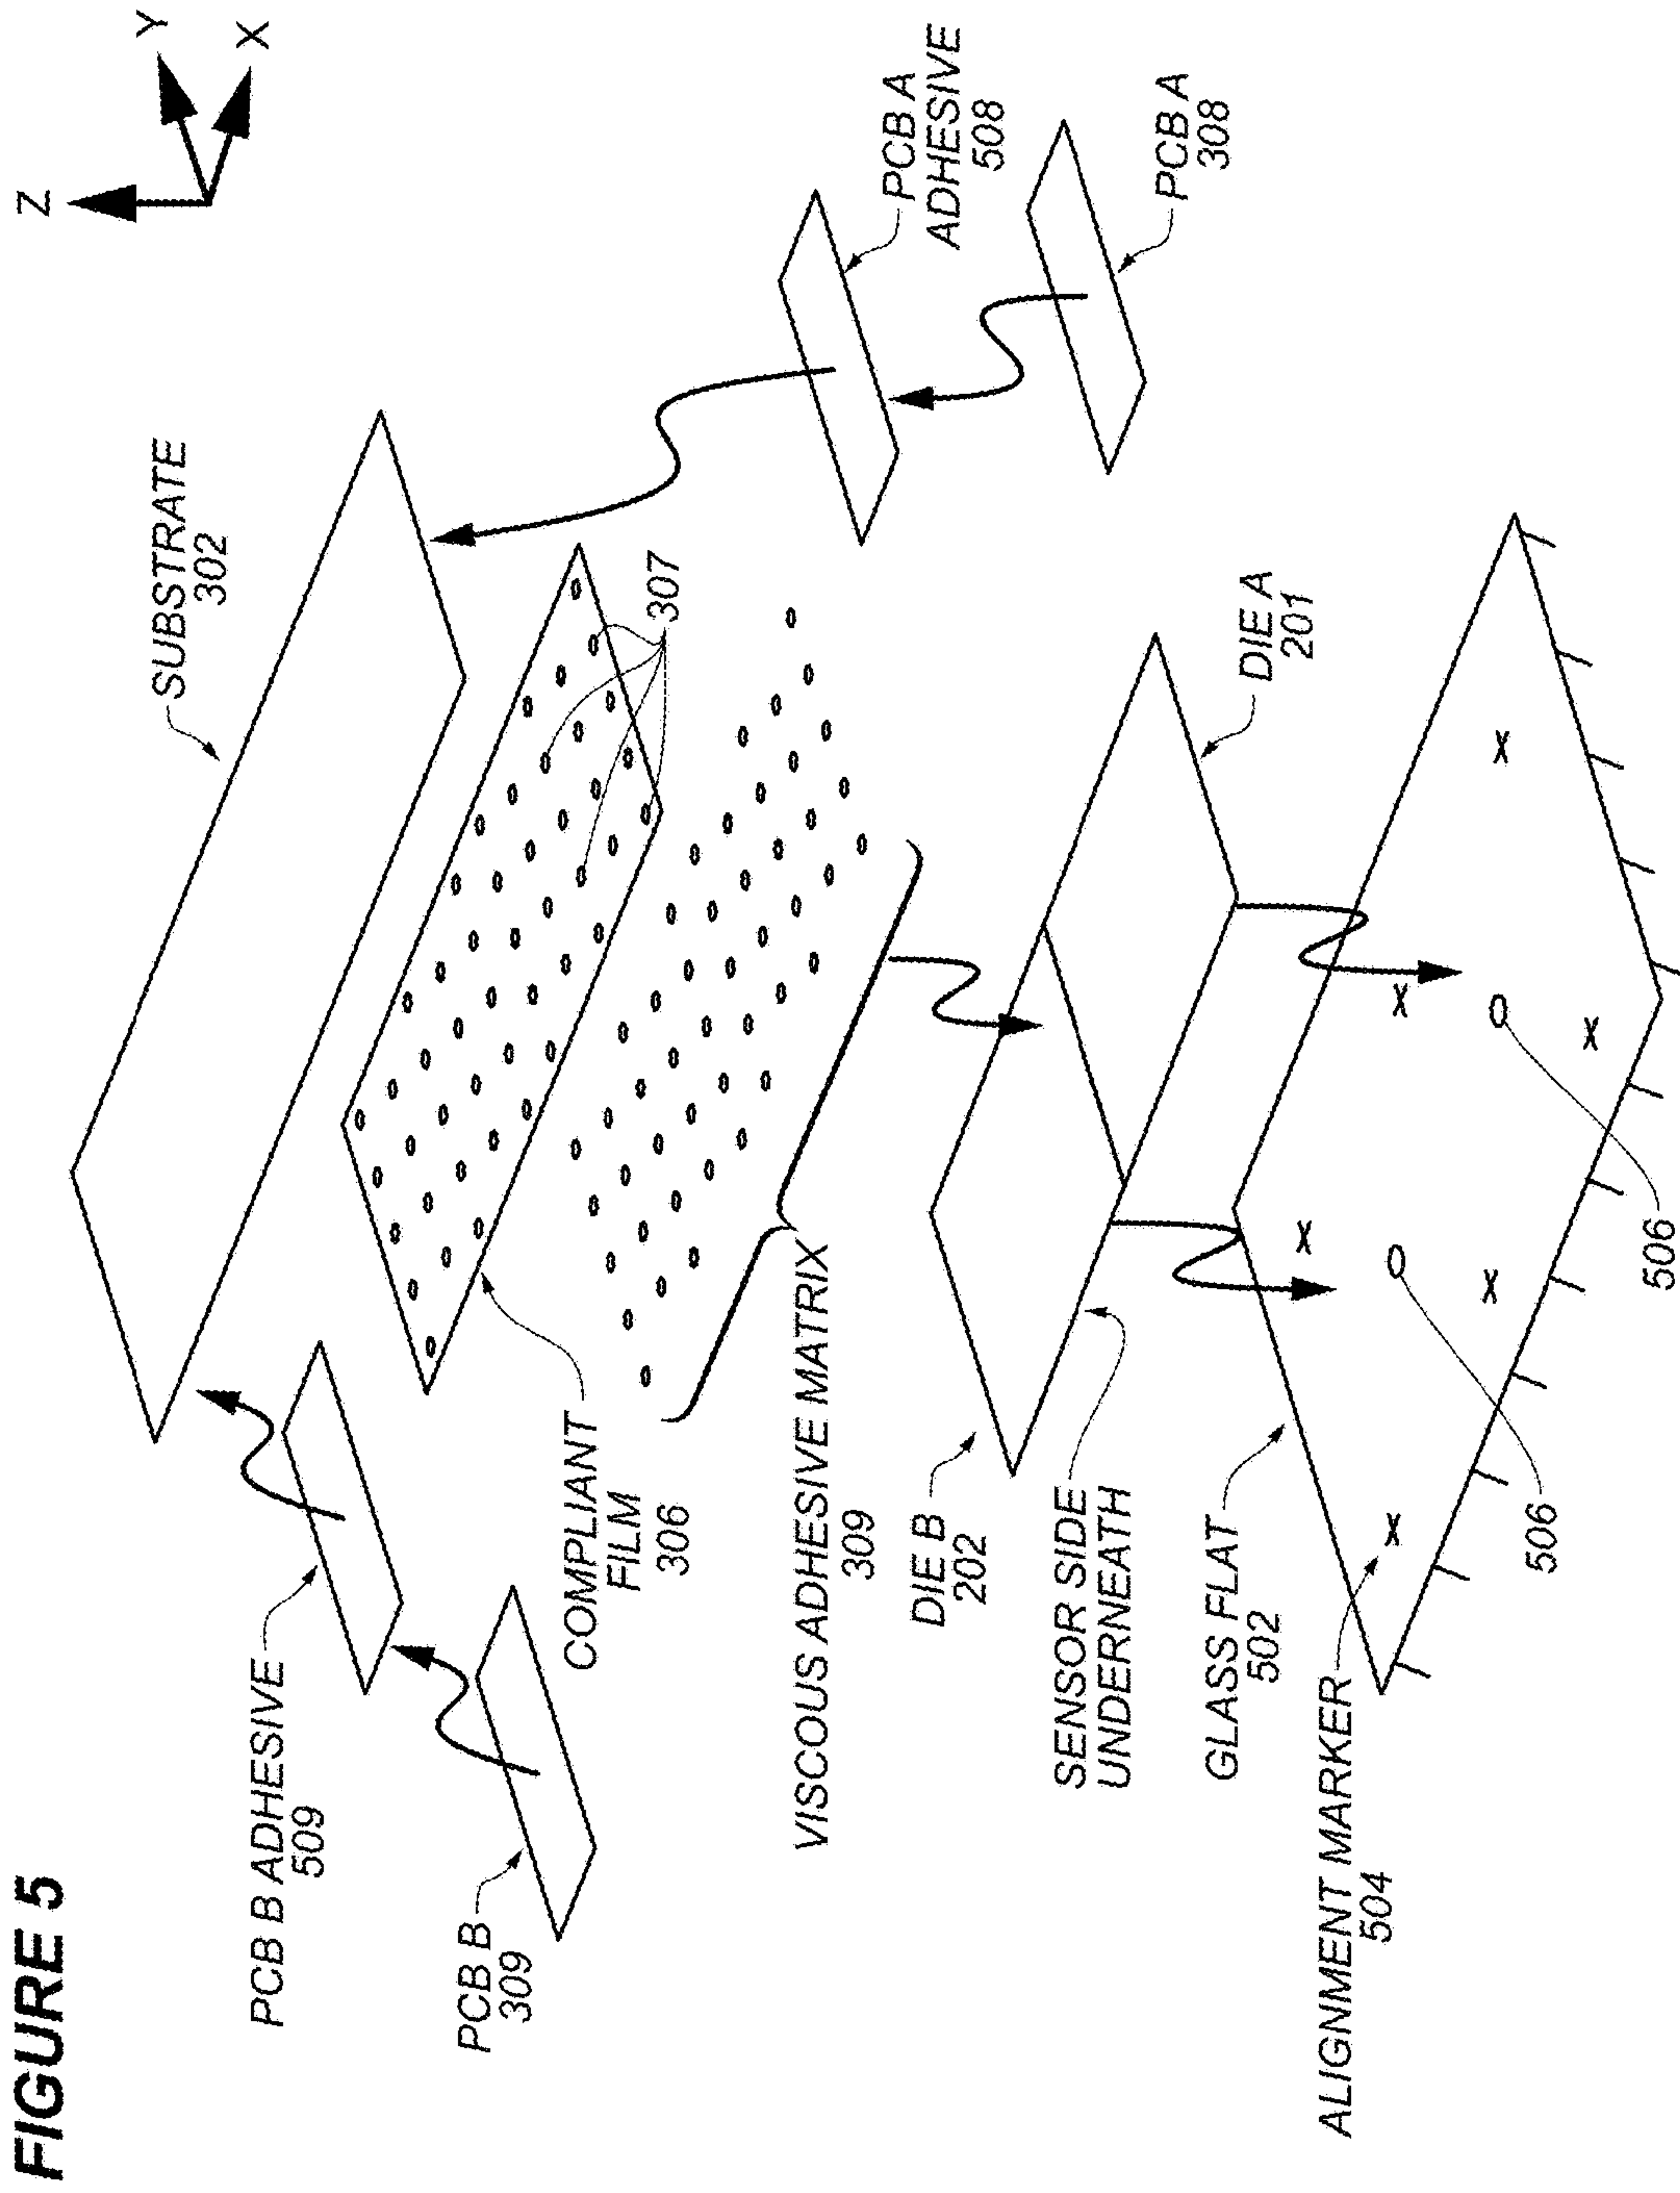 FIGURE 5
Z
Y
X
SUBSTRATE
302
PCB B ADHESIVE
509
PCB B
309
COMPLIANT
FILM
306
307
PCB A
ADHESIVE
508
PCB A
308
VISCOUS ADHESIVE MATRIX
309
DIE B
202
DIE A
201
SENSOR SIDE
UNDERNEATH
GLASS FLAT
502
ALIGNMENT MARKER
504
X
X
X
X
X
X
O
O
506
506